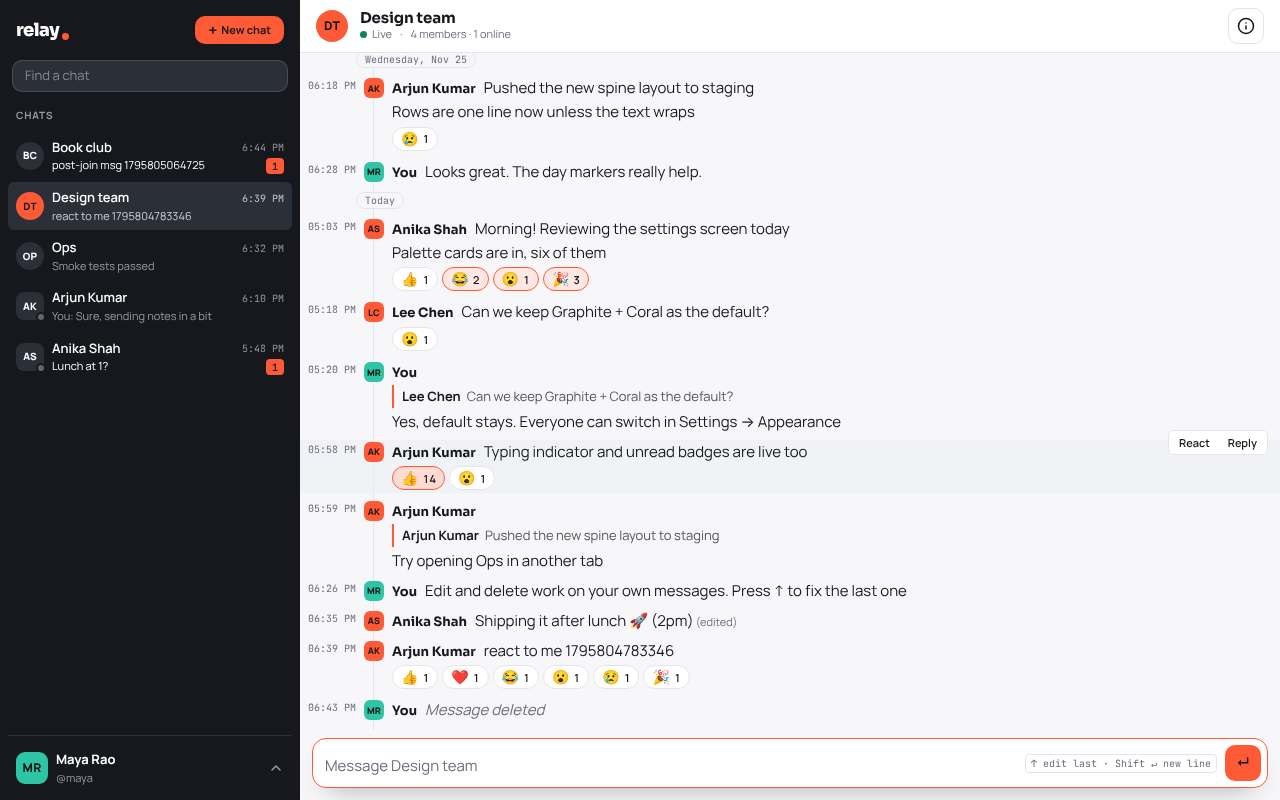 relay.
+ New chat
Find a chat
CHATS
BC
Book club
6:44 PM
post-join msg 1795805064725
1
DT
Design team
6:39 PM
react to me 1795804783346
OP
Ops
6:32 PM
Smoke tests passed
AK
Arjun Kumar
6:10 PM
You: Sure, sending notes in a bit
AS
Anika Shah
5:48 PM
Lunch at 1?
1
MR
Maya Rao
@maya
DT
Design team
Live · 4 members · 1 online
Wednesday, Nov 25
06:18 PM AK Arjun Kumar Pushed the new spine layout to staging
Rows are one line now unless the text wraps
😢 1
06:28 PM MR You Looks great. The day markers really help.
Today
05:03 PM AS Anika Shah Morning! Reviewing the settings screen today
Palette cards are in, six of them
👍 1 😂 2 😮 1 🎉 3
05:18 PM LC Lee Chen Can we keep Graphite + Coral as the default?
😮 1
05:20 PM MR You
Lee Chen Can we keep Graphite + Coral as the default?
Yes, default stays. Everyone can switch in Settings → Appearance
React Reply
05:58 PM AK Arjun Kumar Typing indicator and unread badges are live too
👍 14 😮 1
05:59 PM AK Arjun Kumar
Arjun Kumar Pushed the new spine layout to staging
Try opening Ops in another tab
06:26 PM MR You Edit and delete work on your own messages. Press ↑ to fix the last one
06:35 PM AS Anika Shah Shipping it after lunch 🚀 (2pm) (edited)
06:39 PM AK Arjun Kumar react to me 1795804783346
👍 1 ❤️ 1 😂 1 😮 1 😢 1 🎉 1
06:43 PM MR You Message deleted
Message Design team
↑ edit last · Shift ↵ new line